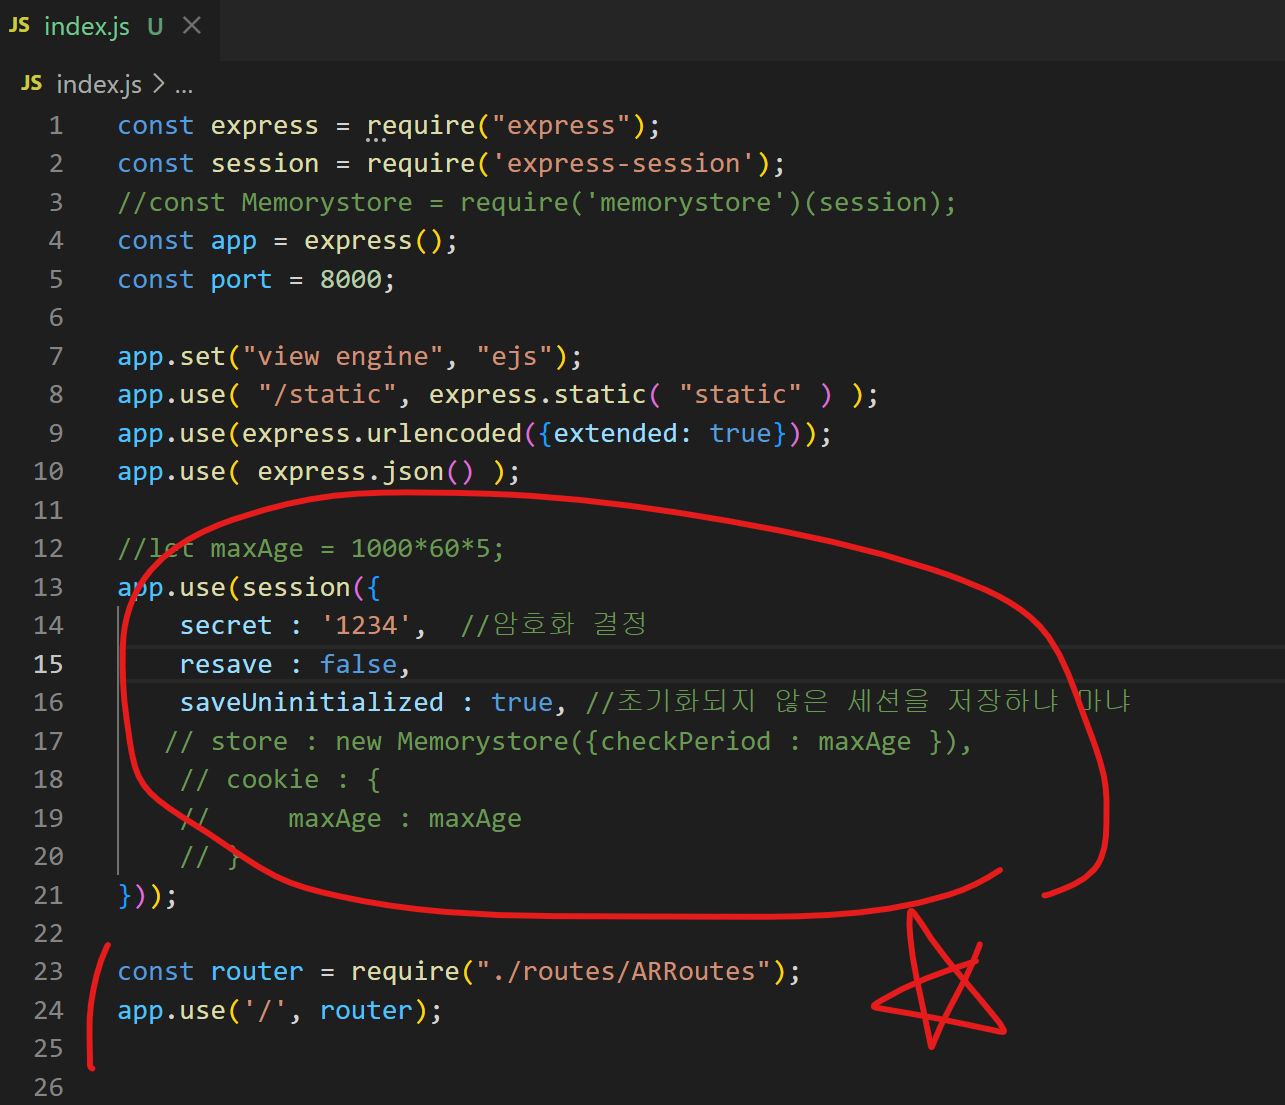 JS index.js U
JS index.js > ...
1 const express = require("express");
2 const session = require('express-session');
3 //const Memorystore = require('memorystore')(session);
4 const app = express();
5 const port = 8000;
6
7 app.set("view engine", "ejs");
8 app.use( "/static", express.static( "static" ) );
9 app.use(express.urlencoded({extended: true}));
10 app.use( express.json() );
11
12 //let maxAge = 1000*60*5;
13 app.use(session({
14 secret : '1234', //암호화 결정
15 resave : false,
16 saveUninitialized : true, //초기화되지 않은 세션을 저장하냐 마냐
17 // store : new Memorystore({checkPeriod : maxAge }),
18 // cookie : {
19 // maxAge : maxAge
20 // }
21 }));
22
23 const router = require("./routes/ARRoutes");
24 app.use('/', router);
25
26